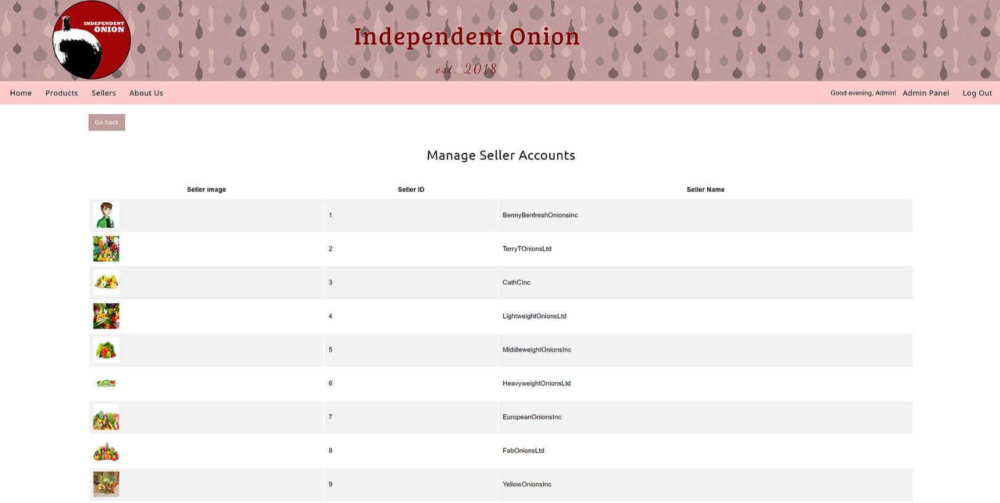 INDEPENDENT
ONION
Independent Onion
est. 2018
Home Products Sellers About Us Good evening, Admin! Admin Panel Log Out
Go back
Manage Seller Accounts
Seller image Seller ID Seller Name
1 BennyBenfreshOnionsInc
2 TerryTOnionsLtd
3 CathCInc
4 LightweightOnionsLtd
5 MiddleweightOnionsInc
VEGETABLES
6 HeavyweightOnionsLtd
7 EuropeanOnionsInc
8 FabOnionsLtd
9 YellowOnionsInc